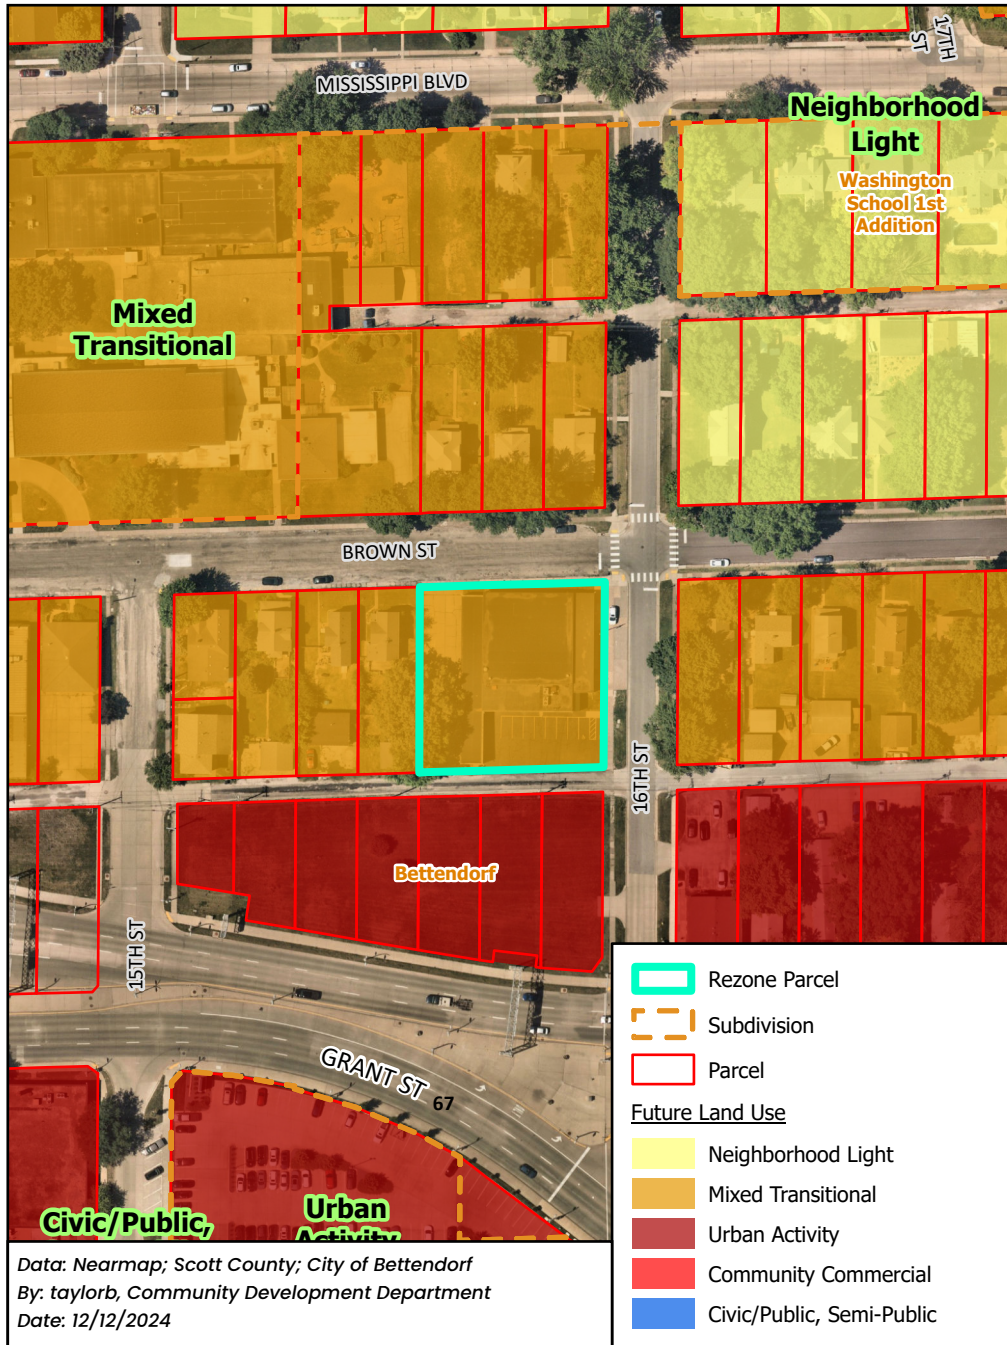 17TH
ST
MISSISSIPPI BLVD
Neighborhood
Light
Washington
School 1st
Addition
Mixed
Transitional
BROWN ST
16TH ST
Bettendorf
15TH ST
GRANT ST
67
Civic/Public,
Urban
Activity
Rezone Parcel
Subdivision
Parcel
Future Land Use
Neighborhood Light
Mixed Transitional
Urban Activity
Community Commercial
Civic/Public, Semi-Public
Data: Nearmap; Scott County; City of Bettendorf
By: taylorb, Community Development Department
Date: 12/12/2024